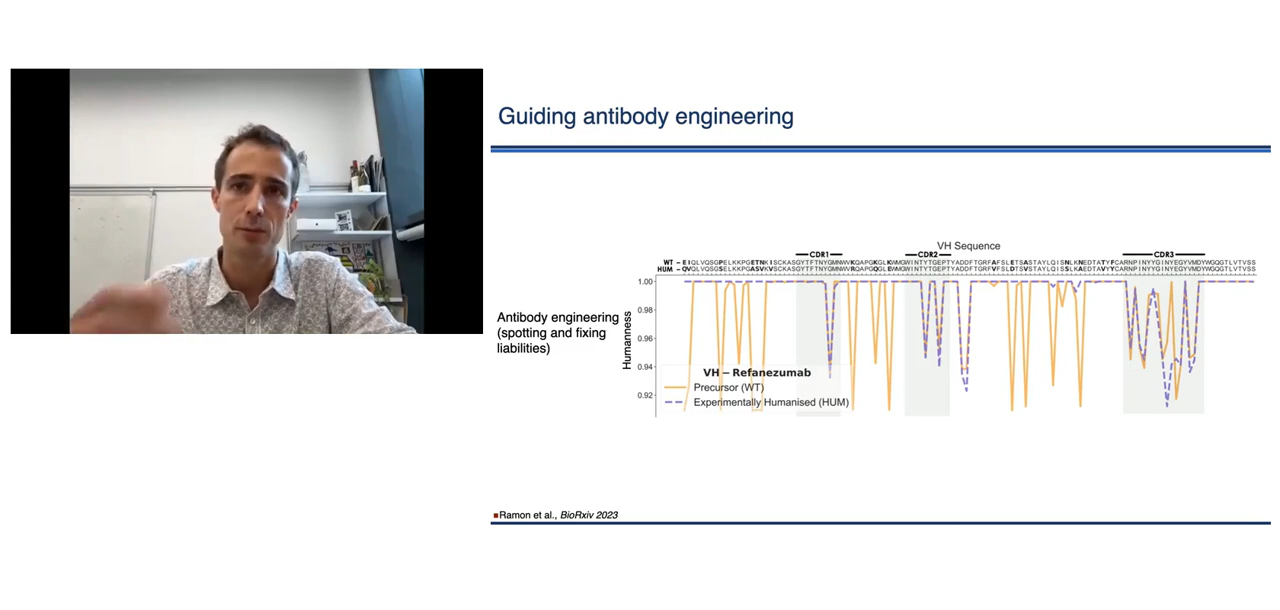 Guiding antibody engineering
VH Sequence
CDR1 CDR2 CDR3
WT – EIQLVQSGPELKKPGETNKISCKASGYTFTNYGMNWVKQAPGKGLKWMGWINTYTGEPTYADDFTGRFAFSLETSASTAYLQISNLKNEDTATYFCARNPINYYGINYEGYVMDYWGQGTLVTVSS
HUM – QVQLVQSGSELKKPGASVKVSCKASGYTFTNYGMNWVRQAPGQGLEWMGWINTYTGEPTYADDFTGRFVFSLDTSVSTAYLQISSLKAEDTAVYYCARNPINYYGINYEGYVMDYWGQGTLVTVSS
1.00
0.98
0.96
0.94
0.92
Humanness
Antibody engineering
(spotting and fixing
liabilities)
VH – Refanezumab
Precursor (WT)
Experimentally Humanised (HUM)
Ramon et al., BioRxiv 2023